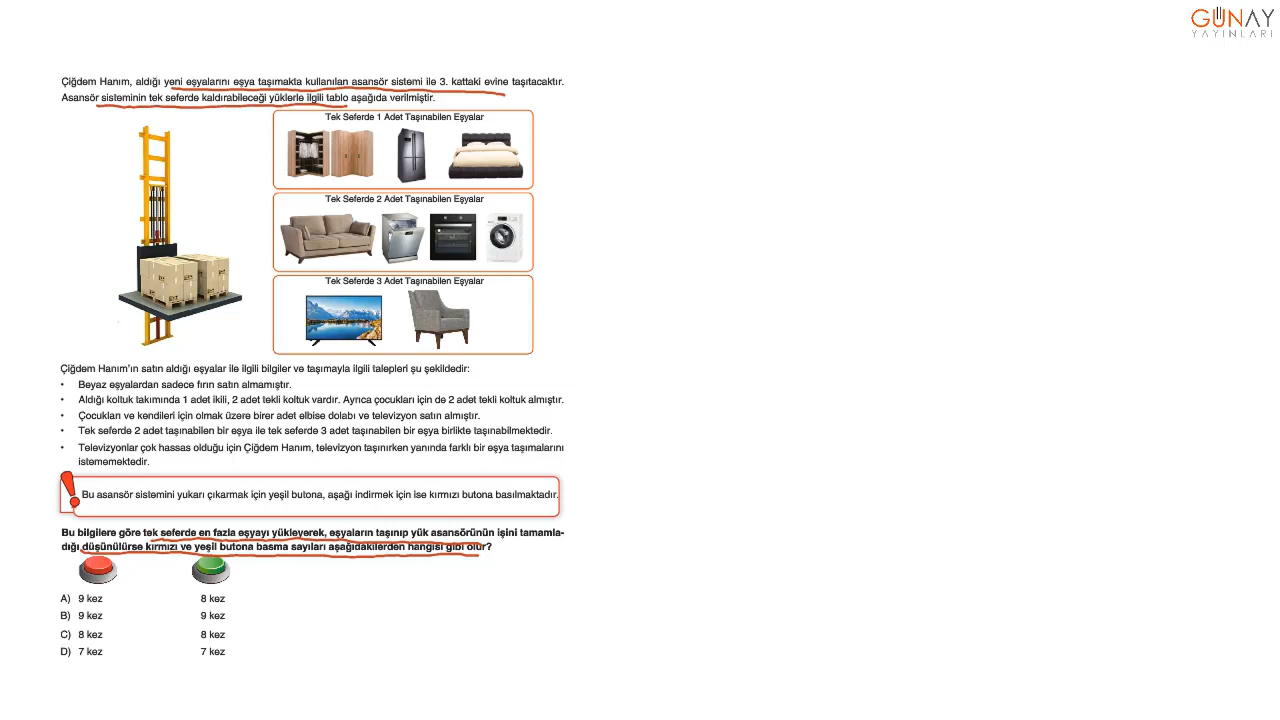 GÜNAY
YAYINLARI
Çiğdem Hanım, aldığı yeni eşyalarını eşya taşımakta kullanılan asansör sistemi ile 3. kattaki evine taşıtacaktır.
Asansör sisteminin tek seferde kaldırabileceği yüklerle ilgili tablo aşağıda verilmiştir.
Tek Seferde 1 Adet Taşınabilen Eşyalar
Tek Seferde 2 Adet Taşınabilen Eşyalar
Tek Seferde 3 Adet Taşınabilen Eşyalar
Çiğdem Hanım'ın satın aldığı eşyalar ile ilgili bilgiler ve taşımayla ilgili talepleri şu şekildedir:
• Beyaz eşyalardan sadece fırın satın almamıştır.
• Aldığı koltuk takımında 1 adet ikili, 2 adet tekli koltuk vardır. Ayrıca çocukları için de 2 adet tekli koltuk almıştır.
• Çocukları ve kendileri için olmak üzere birer adet elbise dolabı ve televizyon satın almıştır.
• Tek seferde 2 adet taşınabilen bir eşya ile tek seferde 3 adet taşınabilen bir eşya birlikte taşınabilmektedir.
• Televizyonlar çok hassas olduğu için Çiğdem Hanım, televizyon taşınırken yanında farklı bir eşya taşımalarını
istememektedir.
Bu asansör sistemini yukarı çıkarmak için yeşil butona, aşağı indirmek için ise kırmızı butona basılmaktadır.
Bu bilgilere göre tek seferde en fazla eşyayı yükleyerek, eşyaların taşınıp yük asansörünün işini tamamla-
dığı düşünülürse kırmızı ve yeşil butona basma sayıları aşağıdakilerden hangisi gibi olur?
A) 9 kez 8 kez
B) 9 kez 9 kez
C) 8 kez 8 kez
D) 7 kez 7 kez